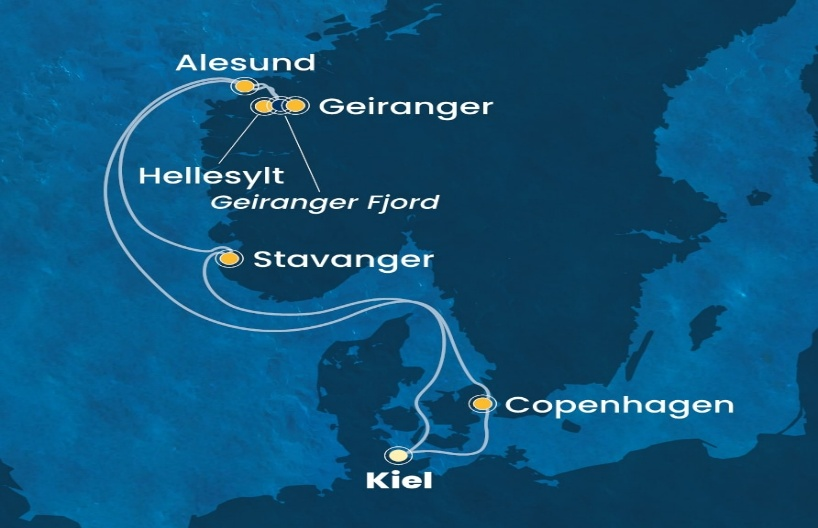 Alesund
Geiranger
Hellesylt
Geiranger Fjord
Stavanger
Copenhagen
Kiel